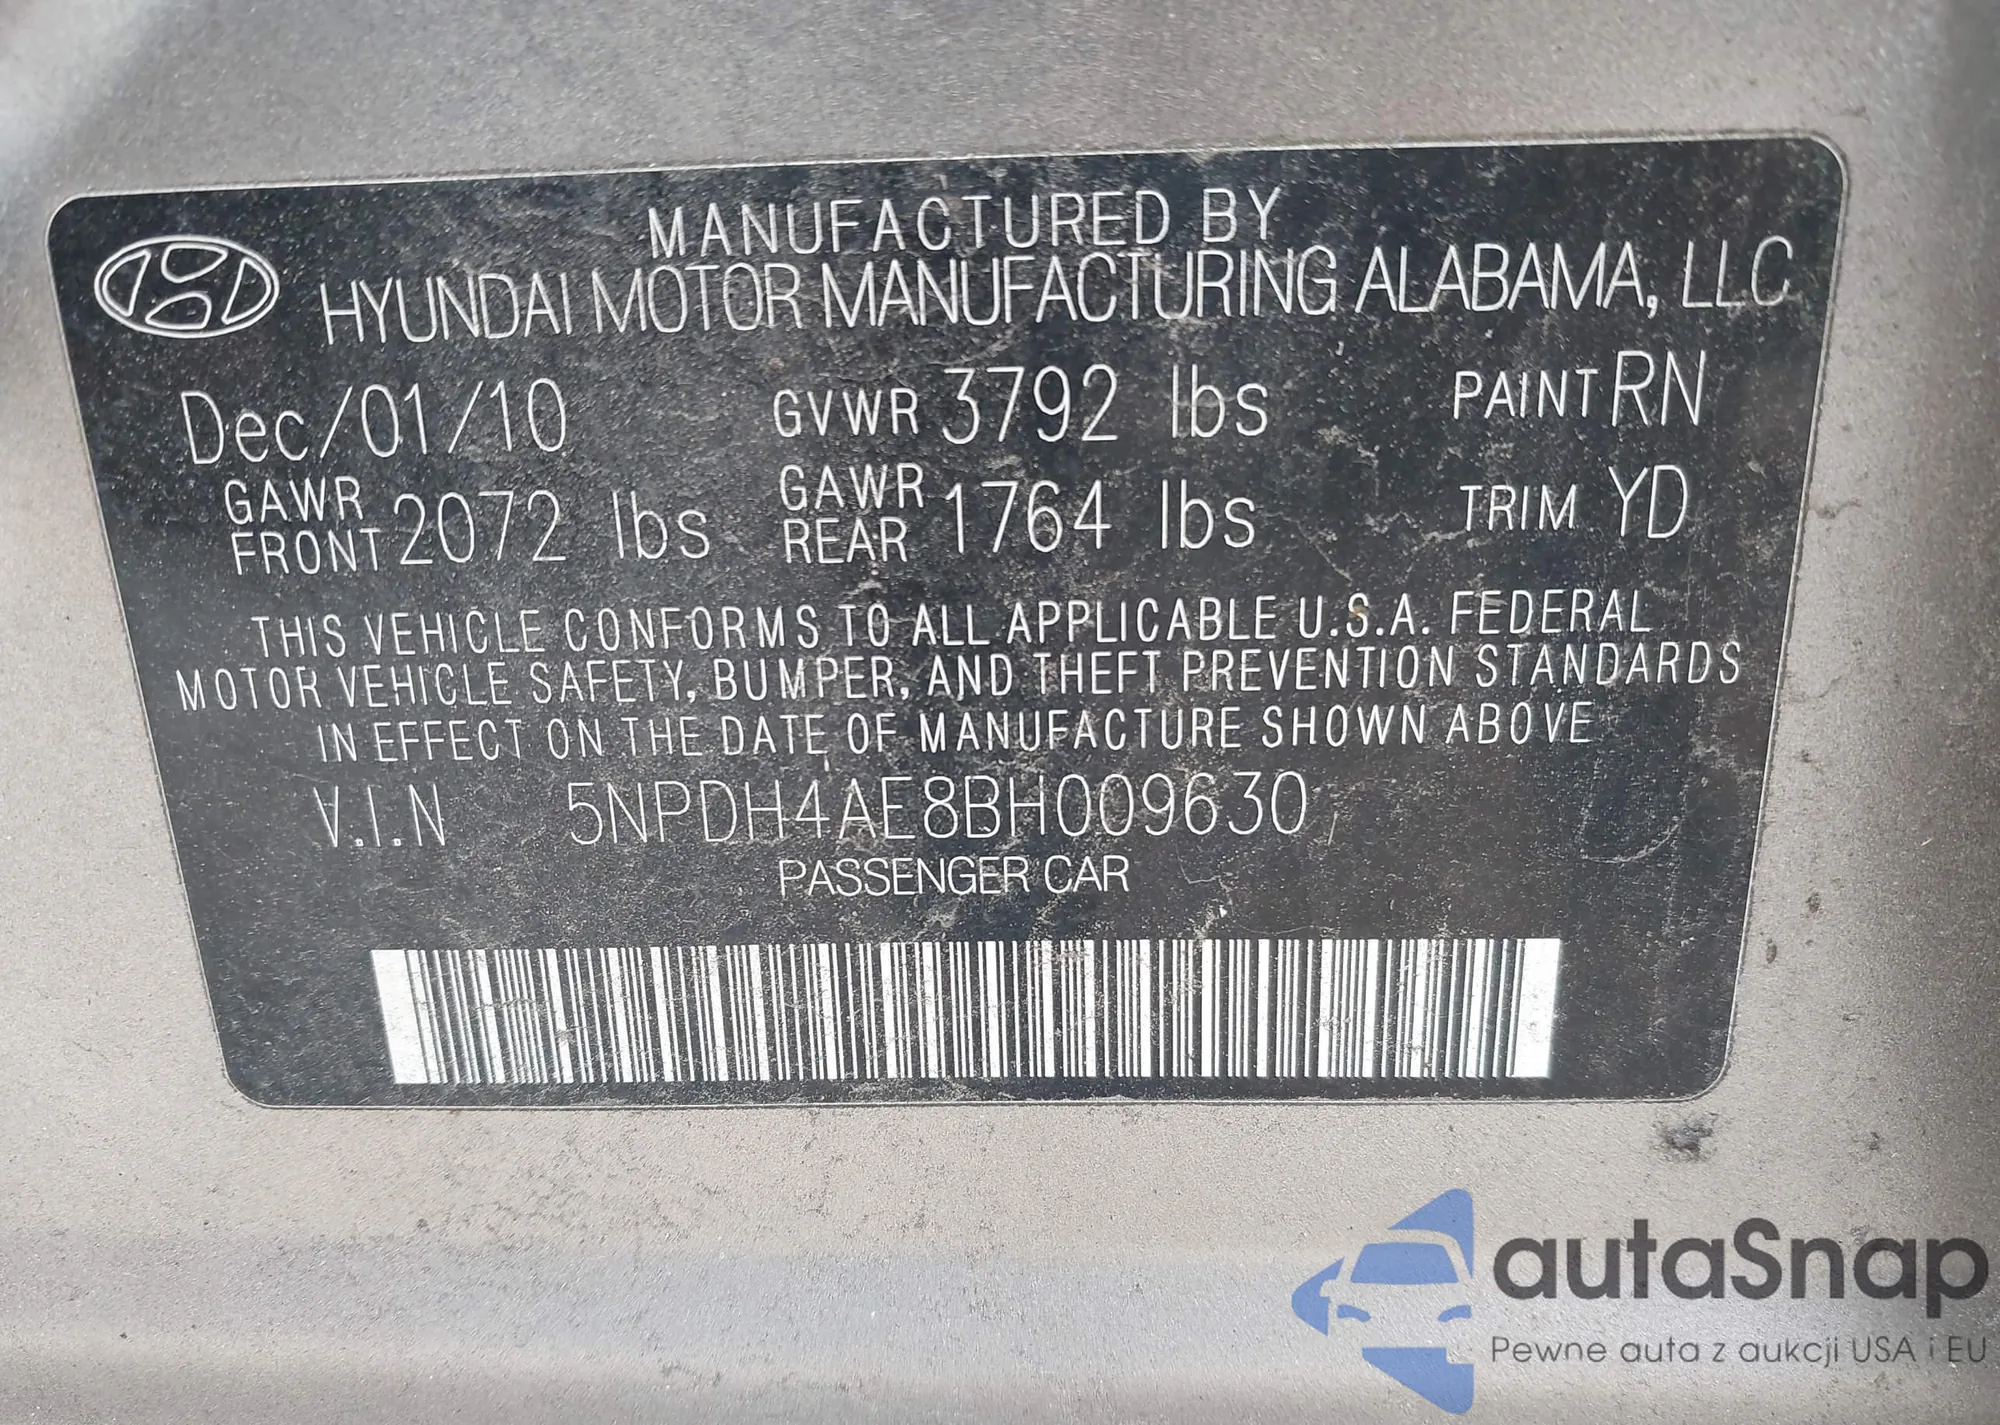 MANUFACTURED BY
HYUNDAI MOTOR MANUFACTURING ALABAMA, LLC
Dec/01/10 GVWR 3792 lbs PAINT RN
GAWR FRONT 2072 lbs GAWR REAR 1764 lbs TRIM YD
THIS VEHICLE CONFORMS TO ALL APPLICABLE U.S.A. FEDERAL
MOTOR VEHICLE SAFETY, BUMPER, AND THEFT PREVENTION STANDARDS
IN EFFECT ON THE DATE OF MANUFACTURE SHOWN ABOVE
V.I.N 5NPDH4AE8BH009630
PASSENGER CAR
autaSnap
Pewne auta z aukcji USA i EU